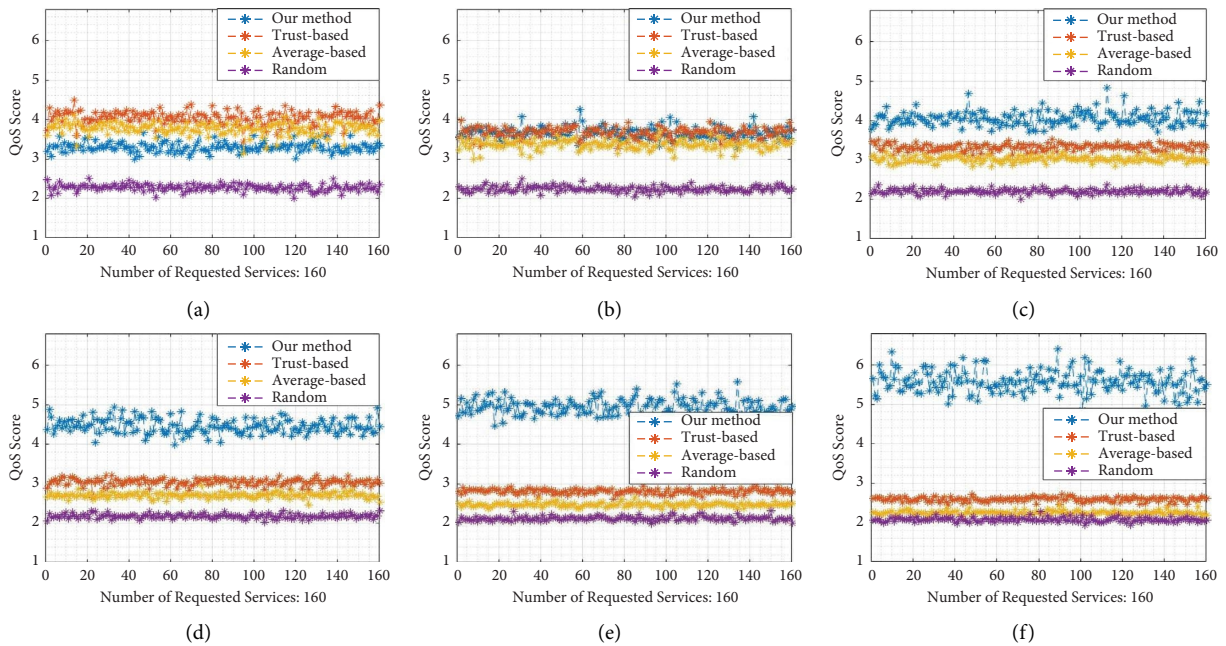 Our method
Trust-based
Average-based
Random
QoS Score
6
5
4
3
2
1
0 20 40 60 80 100 120 140 160
Number of Requested Services: 160
(a)
Our method
Trust-based
Average-based
Random
QoS Score
6
5
4
3
2
1
0 20 40 60 80 100 120 140 160
Number of Requested Services: 160
(b)
Our method
Trust-based
Average-based
Random
QoS Score
6
5
4
3
2
1
0 20 40 60 80 100 120 140 160
Number of Requested Services: 160
(c)
Our method
Trust-based
Average-based
Random
QoS Score
6
5
4
3
2
1
0 20 40 60 80 100 120 140 160
Number of Requested Services: 160
(d)
Our method
Trust-based
Average-based
Random
QoS Score
6
5
4
3
2
1
0 20 40 60 80 100 120 140 160
Number of Requested Services: 160
(e)
Our method
Trust-based
Average-based
Random
QoS Score
6
5
4
3
2
1
0 20 40 60 80 100 120 140 160
Number of Requested Services: 160
(f)